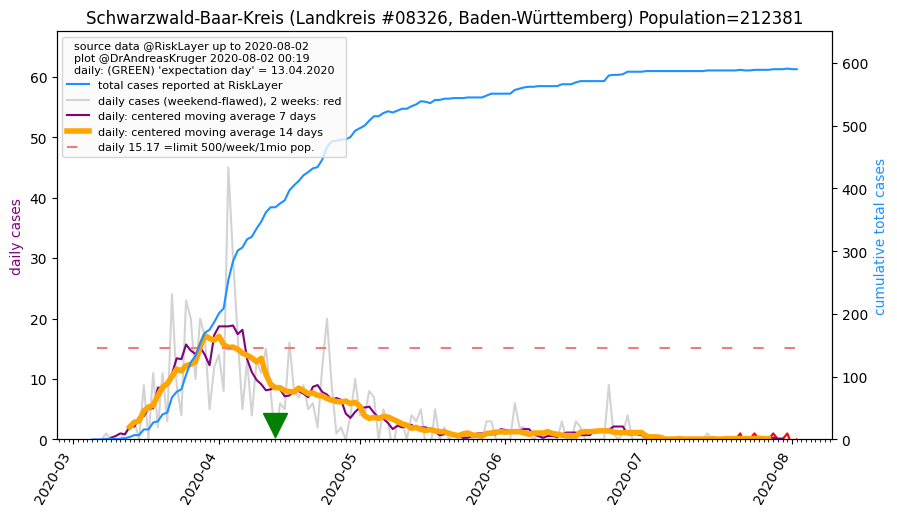 Schwarzwald-Baar-Kreis (Landkreis #08326, Baden-Württemberg) Population=212381
source data @RiskLayer up to 2020-08-02
plot @DrAndreasKruger 2020-08-02 00:19
daily: (GREEN) 'expectation day' = 13.04.2020
total cases reported at RiskLayer
daily cases (weekend-flawed), 2 weeks: red
daily: centered moving average 7 days
daily: centered moving average 14 days
daily 15.17 =limit 500/week/1mio pop.
daily cases
60
50
40
30
20
10
0
cumulative total cases
600
500
400
300
200
100
0
2020-03
2020-04
2020-05
2020-06
2020-07
2020-08